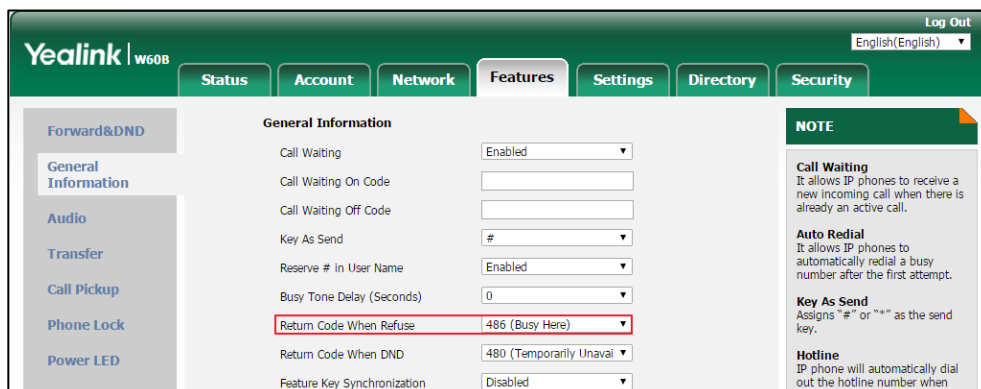 Log Out
Yealink | W60B
English(English)
Status Account Network Features Settings Directory Security
Forward&DND
General
Information
Audio
Transfer
Call Pickup
Phone Lock
Power LED
General Information
Call Waiting Enabled
Call Waiting On Code
Call Waiting Off Code
Key As Send #
Reserve # in User Name Enabled
Busy Tone Delay (Seconds) 0
Return Code When Refuse 486 (Busy Here)
Return Code When DND 480 (Temporarily Unavai
Feature Key Synchronization Disabled
NOTE
Call Waiting
It allows IP phones to receive a
new incoming call when there is
already an active call.
Auto Redial
It allows IP phones to
automatically redial a busy
number after the first attempt.
Key As Send
Assigns "#" or "*" as the send
key.
Hotline
IP phone will automatically dial
out the hotline number when